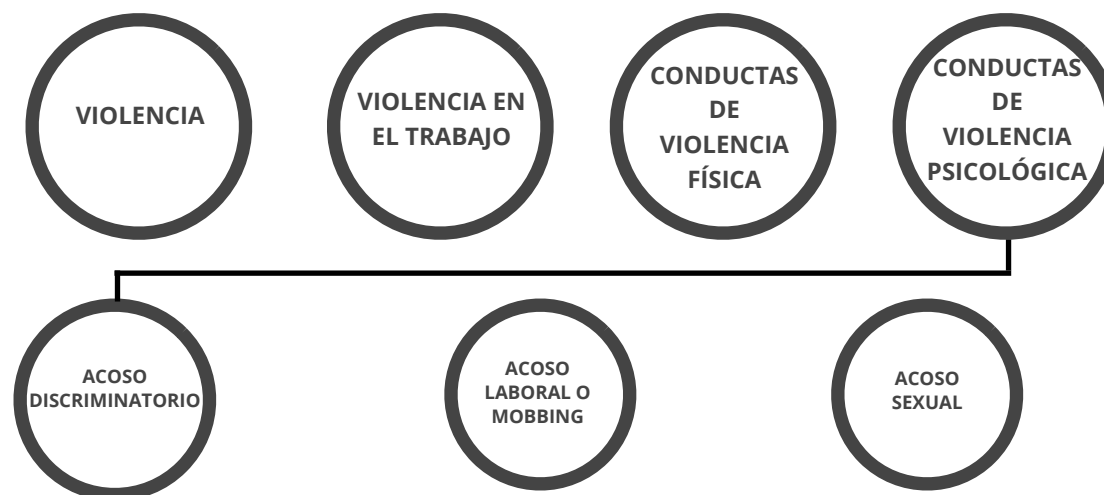 VIOLENCIA
VIOLENCIA EN
EL TRABAJO
CONDUCTAS
DE
VIOLENCIA
FÍSICA
CONDUCTAS
DE
VIOLENCIA
PSICOLÓGICA
ACOSO
DISCRIMINATORIO
ACOSO
LABORAL O
MOBBING
ACOSO
SEXUAL